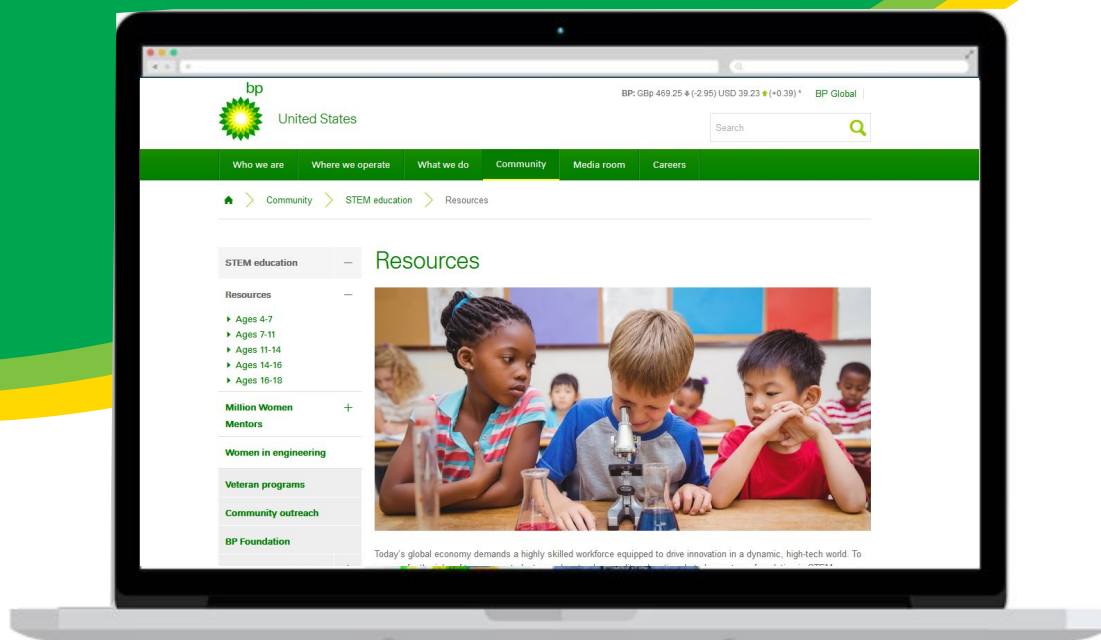 bp
United States
BP: GBp 469.25 (-2.95) USD 39.23 (+0.39) * BP Global
Search
Who we are Where we operate What we do Community Media room Careers
Community STEM education Resources
STEM education —
Resources —
Ages 4-7
Ages 7-11
Ages 11-14
Ages 14-16
Ages 16-18
Million Women +
Mentors
Women in engineering
Veteran programs
Community outreach
BP Foundation
Resources
Today's global economy demands a highly skilled workforce equipped to drive innovation in a dynamic, high-tech world. To